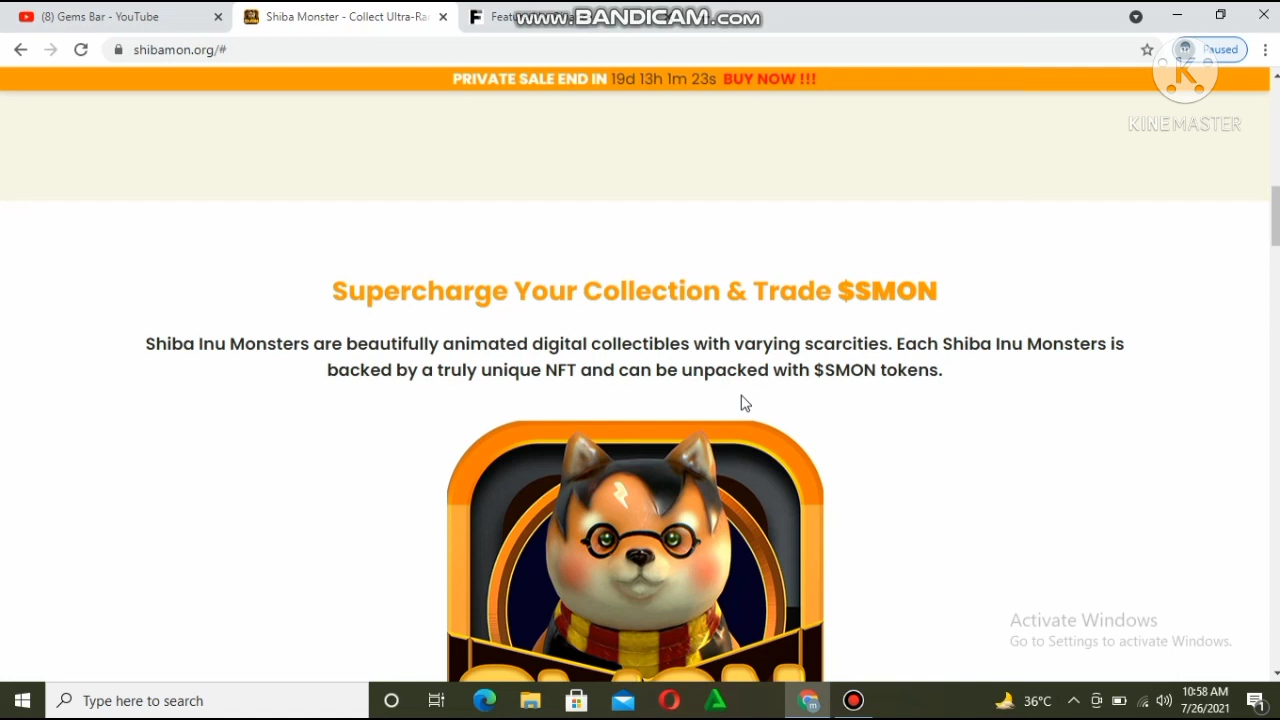 (8) Gems Bar - YouTube
Shiba Monster - Collect Ultra-Ra
www.BANDICAM.com
shibamon.org/#
Paused
PRIVATE SALE END IN 19d 13h 1m 23s BUY NOW !!!
K
KINEMASTER
Supercharge Your Collection & Trade $SMON
Shiba Inu Monsters are beautifully animated digital collectibles with varying scarcities. Each Shiba Inu Monsters is
backed by a truly unique NFT and can be unpacked with $SMON tokens.
Activate Windows
Go to Settings to activate Windows.
Type here to search
m
36°C
10:58 AM
7/26/2021
1